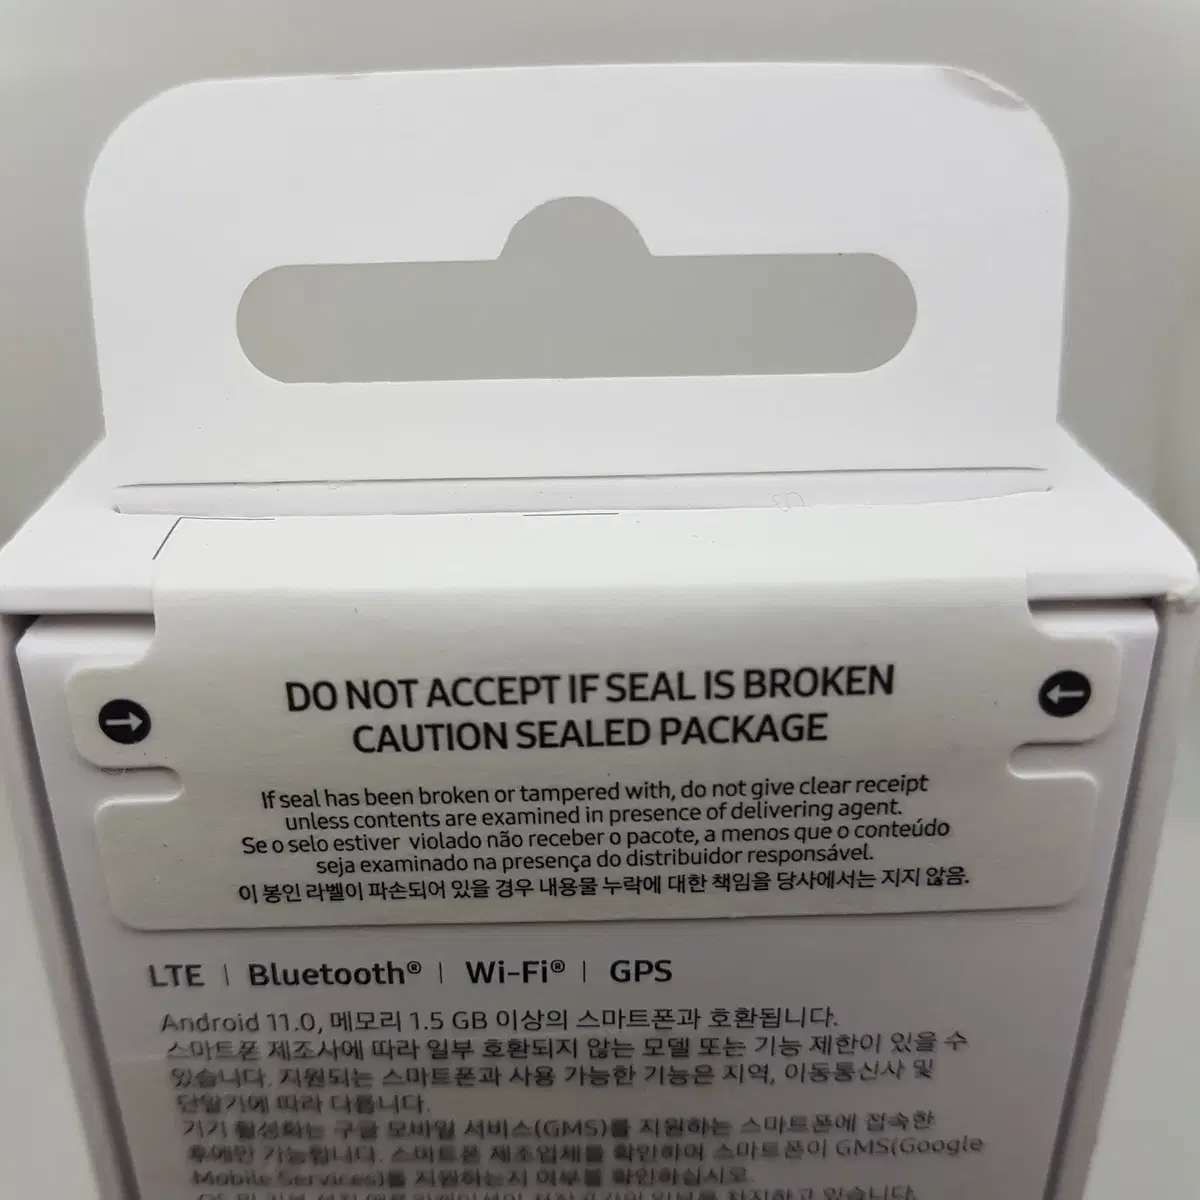 DO NOT ACCEPT IF SEAL IS BROKEN
CAUTION SEALED PACKAGE
If seal has been broken or tampered with, do not give clear receipt
unless contents are examined in presence of delivering agent.
Se o selo estiver violado não receber o pacote, a menos que o conteúdo
seja examinado na presença do distribuidor responsável.
이 봉인 라벨이 파손되어 있을 경우 내용물 누락에 대한 책임을 당사에서는 지지 않음.
LTE | Bluetooth® | Wi-Fi® | GPS
Android 11.0, 메모리 1.5 GB 이상의 스마트폰과 호환됩니다.
스마트폰 제조사에 따라 일부 호환되지 않는 모델 또는 기능 제한이 있을 수
있습니다. 지원되는 스마트폰과 사용 가능한 기능은 지역, 이동통신사 및
단말기에 따라 다릅니다.
기기 활성화는 구글 모바일 서비스(GMS)를 지원하는 스마트폰에 접속한
후에만 가능합니다. 스마트폰 제조업체를 확인하여 스마트폰이 GMS(Google
Mobile Services)를 지원하는지 여부를 확인하십시오.